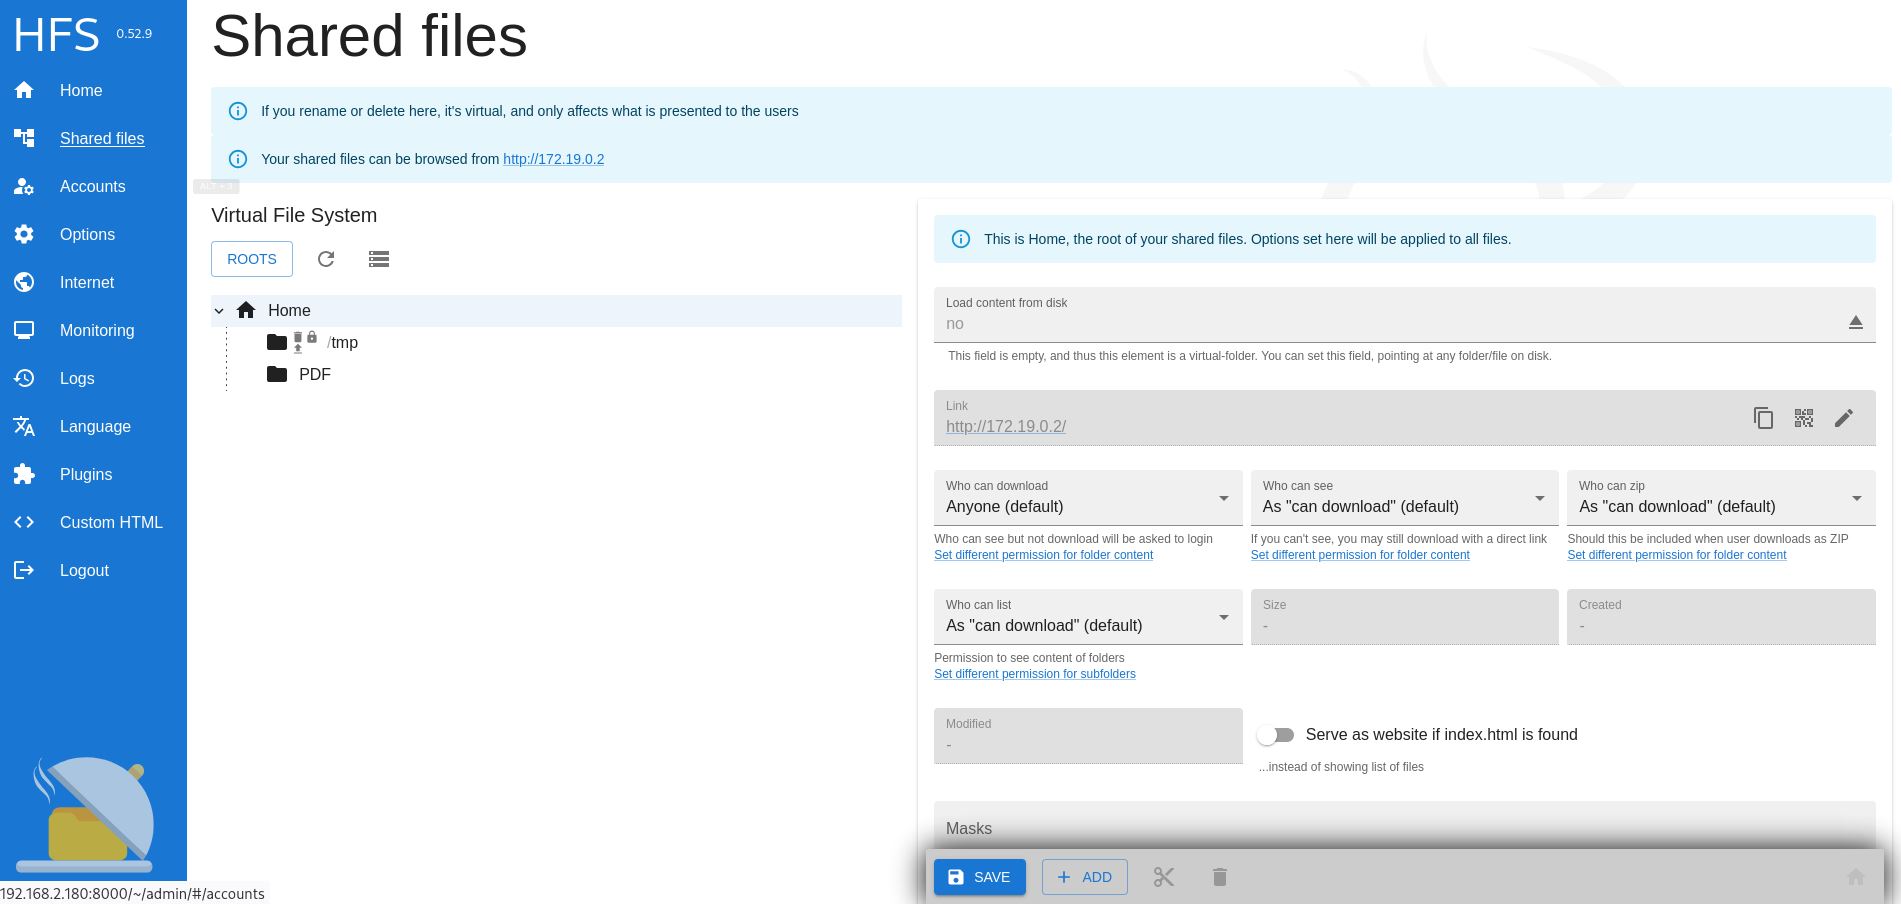 HFS 0.52.9
Home
Shared files
Accounts
Options
Internet
Monitoring
Logs
Language
Plugins
Custom HTML
Logout
192.168.2.180:8000/~/admin/#/accounts
Shared files
If you rename or delete here, it's virtual, and only affects what is presented to the users
Your shared files can be browsed from http://172.19.0.2
ALT + 3
Virtual File System
ROOTS
Home
/tmp
PDF
This is Home, the root of your shared files. Options set here will be applied to all files.
Load content from disk
no
This field is empty, and thus this element is a virtual-folder. You can set this field, pointing at any folder/file on disk.
Link
http://172.19.0.2/
Who can download
Anyone (default)
Who can see but not download will be asked to login
Set different permission for folder content
Who can see
As "can download" (default)
If you can't see, you may still download with a direct link
Set different permission for folder content
Who can zip
As "can download" (default)
Should this be included when user downloads as ZIP
Set different permission for folder content
Who can list
As "can download" (default)
Permission to see content of folders
Set different permission for subfolders
Size
-
Created
-
Modified
-
Serve as website if index.html is found
...instead of showing list of files
Masks
SAVE
ADD